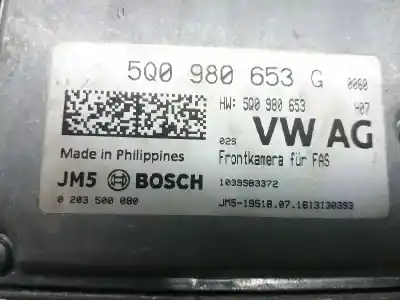 5Q0 980 653 G 0060
HW: 5Q0 980 653 H07
02S VW AG
Made in Philippines
Frontkamera für FAS
JM5 BOSCH
1039S83372
0 203 500 080
JM5-19518.07.1613130393